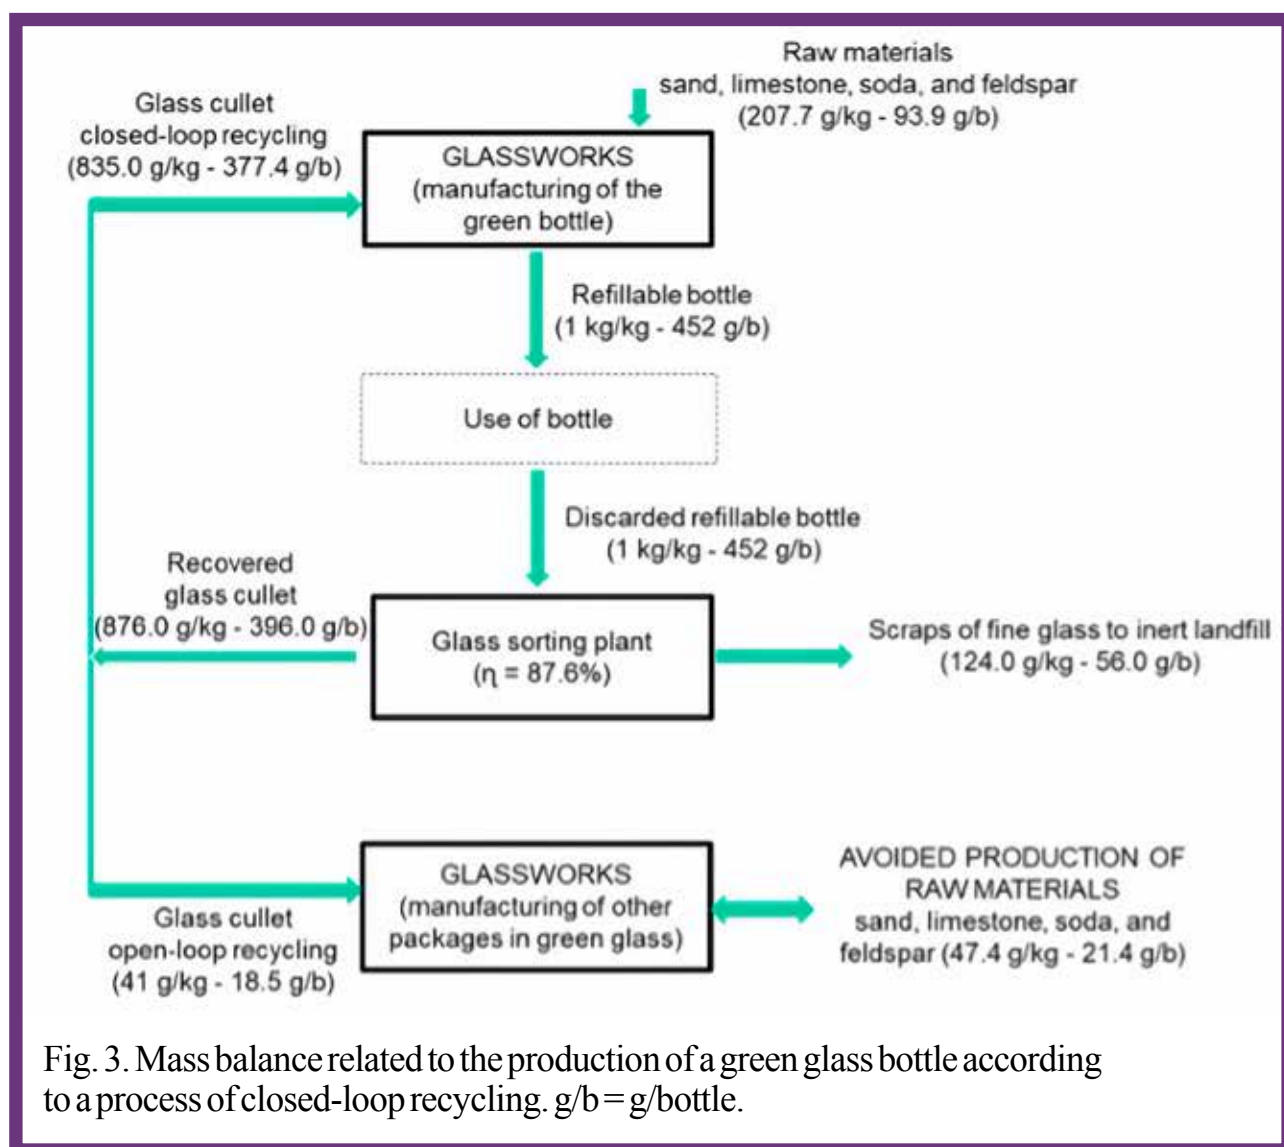 Raw materials
sand, limestone, soda, and feldspar
(207.7 g/kg - 93.9 g/b)
Glass cullet
closed-loop recycling
(835.0 g/kg - 377.4 g/b)
GLASSWORKS
(manufacturing of the
green bottle)
Refillable bottle
(1 kg/kg - 452 g/b)
Use of bottle
Discarded refillable bottle
(1 kg/kg - 452 g/b)
Recovered
glass cullet
(876.0 g/kg - 396.0 g/b)
Glass sorting plant
(η = 87.6%)
Scraps of fine glass to inert landfill
(124.0 g/kg - 56.0 g/b)
GLASSWORKS
(manufacturing of other
packages in green glass)
AVOIDED PRODUCTION OF
RAW MATERIALS
sand, limestone, soda, and
feldspar (47.4 g/kg - 21.4 g/b)
Glass cullet
open-loop recycling
(41 g/kg - 18.5 g/b)
Fig. 3. Mass balance related to the production of a green glass bottle according
to a process of closed-loop recycling. g/b = g/bottle.